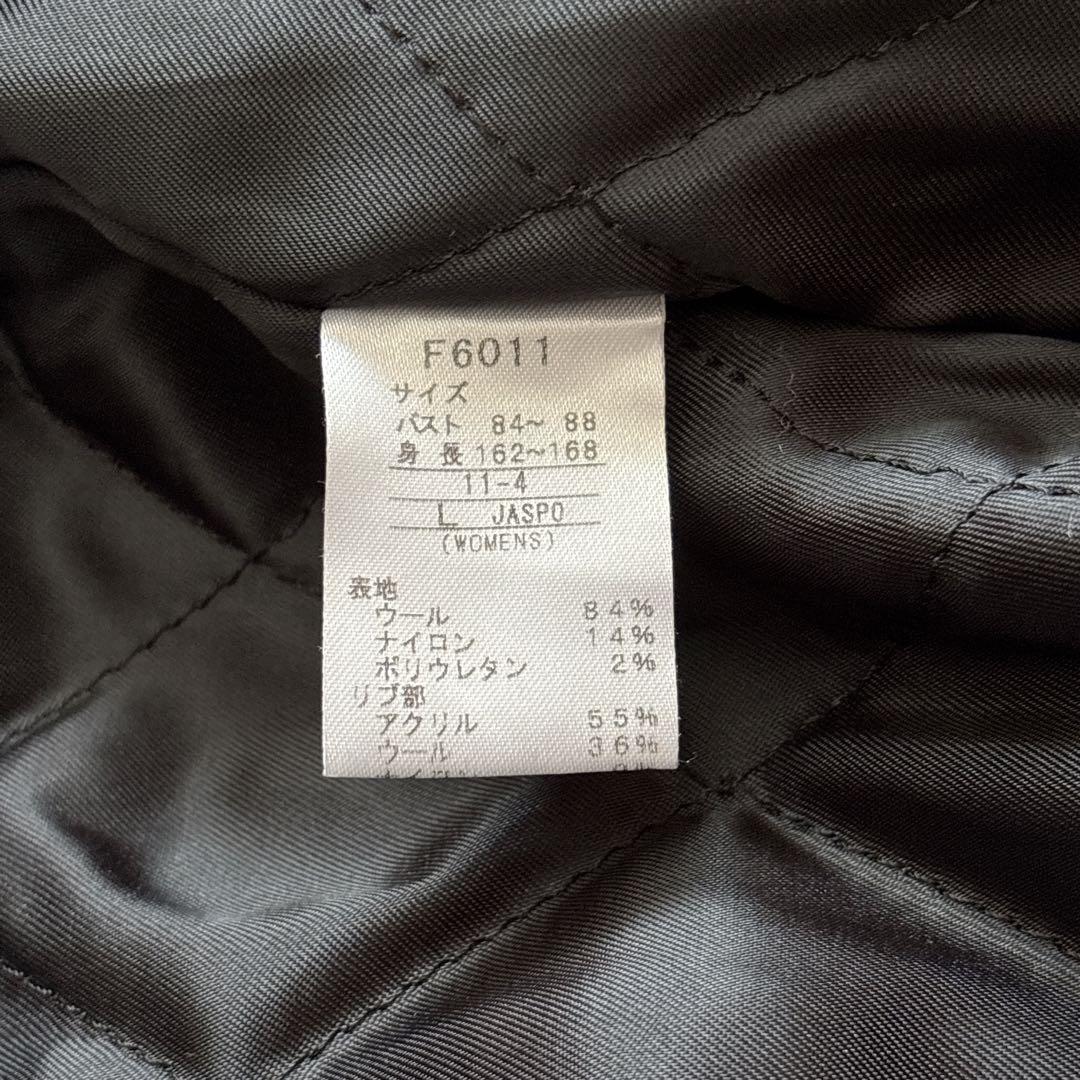 F6011
サイズ
バスト 84~ 88
身 長 162~168
11-4
L JASPO
(WOMENS)
表地
ウール 84%
ナイロン 14%
ポリウレタン 2%
リブ部
アクリル 55%
ウール 36%